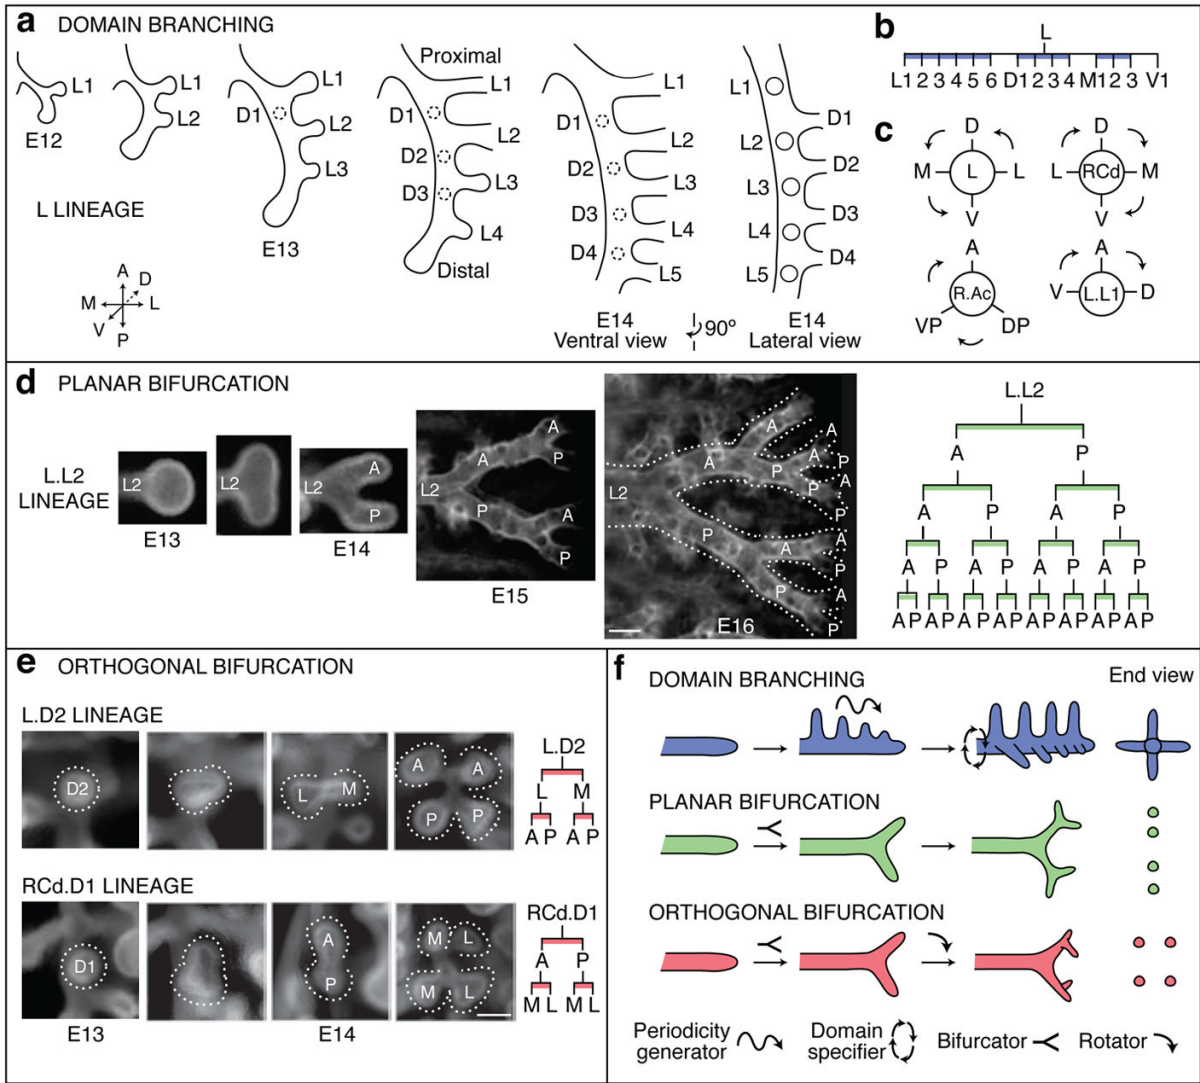 a DOMAIN BRANCHING
L1
E12
L1
L2
D1
L1
L2
L3
E13
Proximal
L1
D1
L2
D2
L3
D3
L4
Distal
L1
D1
L2
D2
L3
D3
L4
D4
L5
E14
Ventral view
90º
L1
D1
L2
D2
L3
D3
L4
D4
L5
E14
Lateral view
L LINEAGE
A
D
M L
V
P
b
L
L1 2 3 4 5 6 D1 2 3 4 M1 2 3 V1
c
D
M L L
V
D
L RCd M
V
A
R.Ac
VP DP
A
V L.L1 D
d PLANAR BIFURCATION
L.L2
LINEAGE
L2
E13
L2
L2 A P
E14
L2 A P A P A P
E15
L2 A P A P A P A P A P A P A P
E16
L.L2
A P
A P A P
A P A P A P A P
A P A P A P A P A P A P A P A P
e ORTHOGONAL BIFURCATION
L.D2 LINEAGE
D2
L M
A A
P P
L.D2
L M
A P A P
RCd.D1 LINEAGE
D1
A
P
M L
M L
RCd.D1
A P
M L M L
E13 E14
f
DOMAIN BRANCHING End view
PLANAR BIFURCATION
ORTHOGONAL BIFURCATION
Periodicity
generator
Domain
specifier
Bifurcator
Rotator